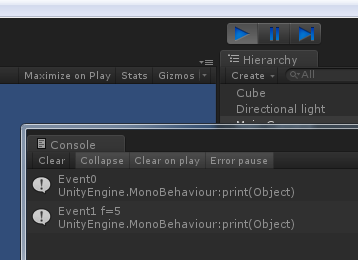 Hierarchy
Maximize on Play Stats Gizmos
Create All
Cube
Directional light
Console
Clear Collapse Clear on play Error pause
Event0
UnityEngine.MonoBehaviour:print(Object)
Event1 f=5
UnityEngine.MonoBehaviour:print(Object)